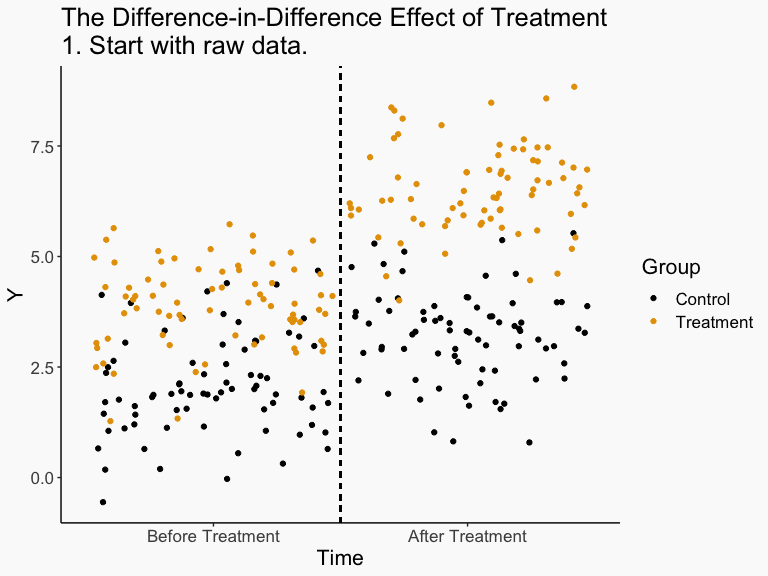 The Difference-in-Difference Effect of Treatment
1. Start with raw data.
7.5
5.0
2.5
0.0
Y
Before Treatment
After Treatment
Time
Group
Control
Treatment